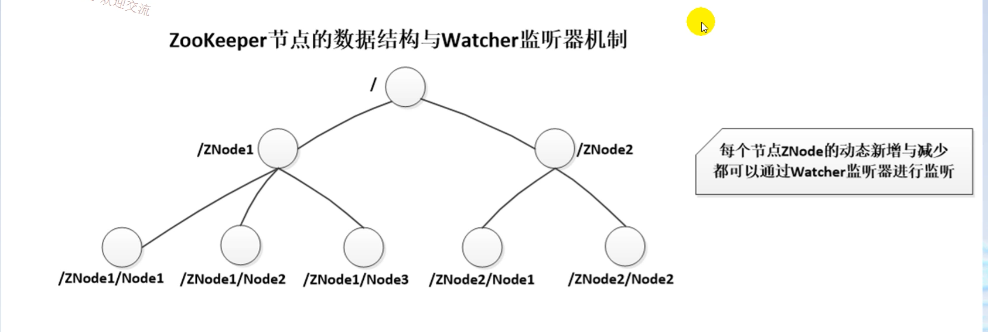 欢迎交流
ZooKeeper节点的数据结构与Watcher监听器机制
/
/ZNode1
/ZNode2
每个节点ZNode的动态新增与减少
都可以通过Watcher监听器进行监听
/ZNode1/Node1
/ZNode1/Node2
/ZNode1/Node3
/ZNode2/Node1
/ZNode2/Node2